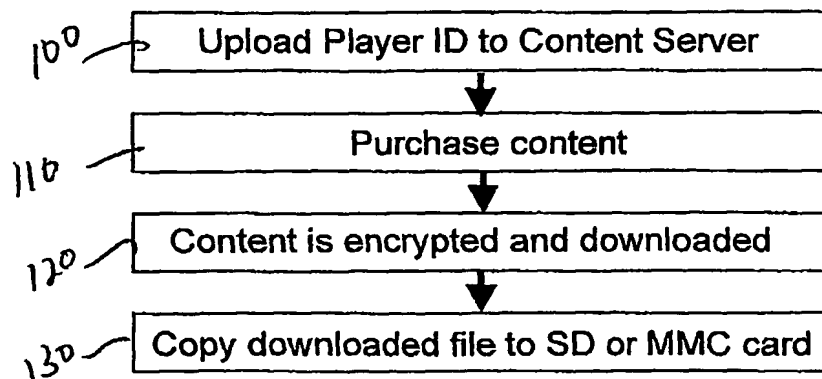 100 Upload Player ID to Content Server
110 Purchase content
120 Content is encrypted and downloaded
130 Copy downloaded file to SD or MMC card